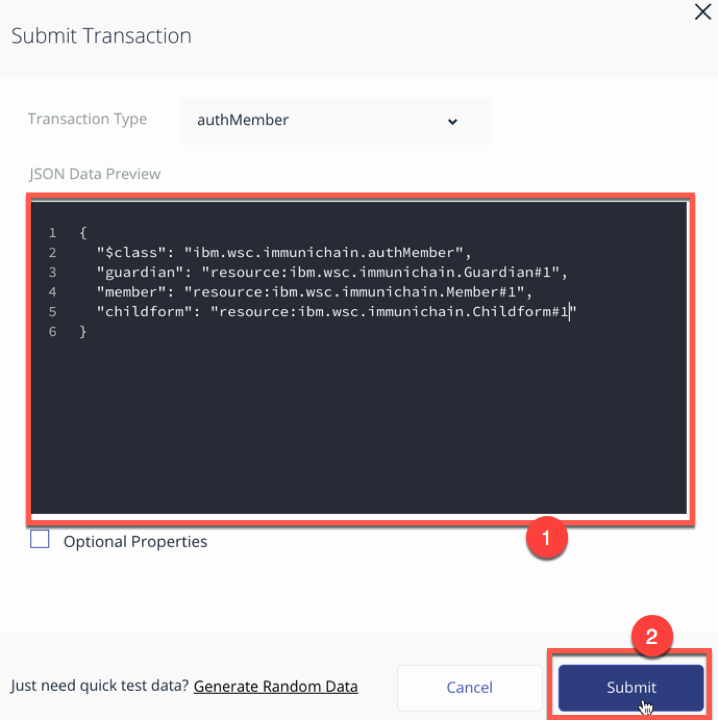 Submit Transaction
Transaction Type authMember
JSON Data Preview
1 {
2 "$class": "ibm.wsc.immunichain.authMember",
3 "guardian": "resource:ibm.wsc.immunichain.Guardian#1",
4 "member": "resource:ibm.wsc.immunichain.Member#1",
5 "childform": "resource:ibm.wsc.immunichain.Childform#1"
6 }
1
Optional Properties
2
Just need quick test data? Generate Random Data Cancel Submit